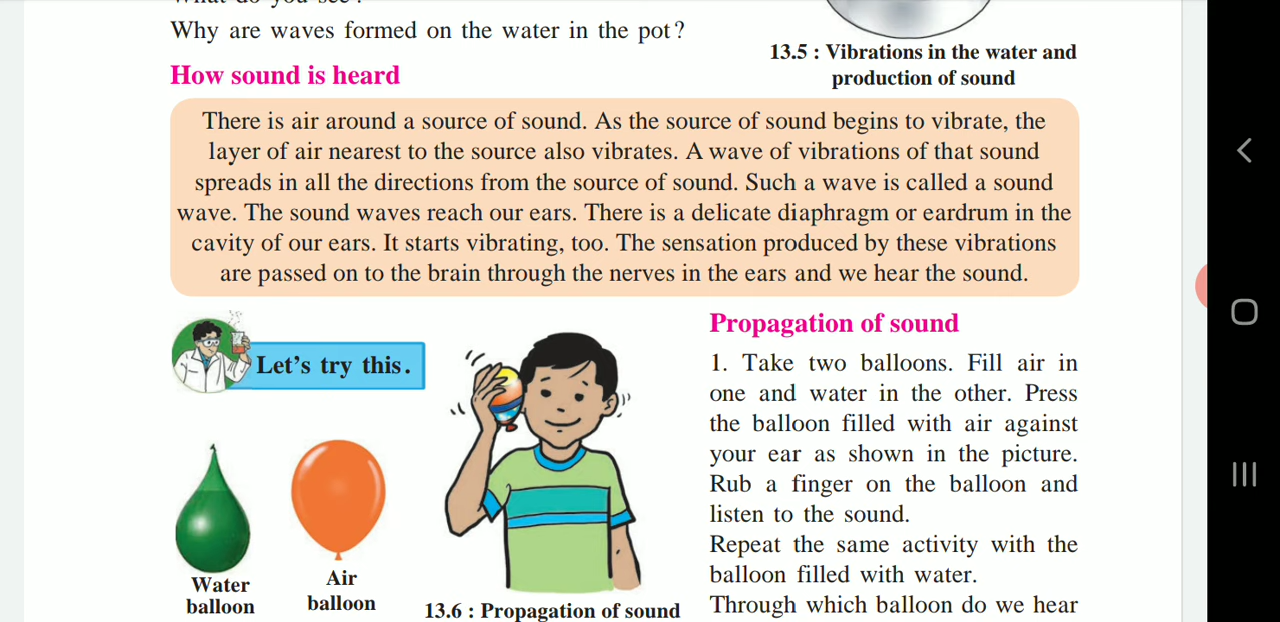 What do you see?
Why are waves formed on the water in the pot?
13.5 : Vibrations in the water and
production of sound
How sound is heard
There is air around a source of sound. As the source of sound begins to vibrate, the
layer of air nearest to the source also vibrates. A wave of vibrations of that sound
spreads in all the directions from the source of sound. Such a wave is called a sound
wave. The sound waves reach our ears. There is a delicate diaphragm or eardrum in the
cavity of our ears. It starts vibrating, too. The sensation produced by these vibrations
are passed on to the brain through the nerves in the ears and we hear the sound.
Let's try this.
Water
balloon
Air
balloon
13.6 : Propagation of sound
Propagation of sound
1. Take two balloons. Fill air in
one and water in the other. Press
the balloon filled with air against
your ear as shown in the picture.
Rub a finger on the balloon and
listen to the sound.
Repeat the same activity with the
balloon filled with water.
Through which balloon do we hear